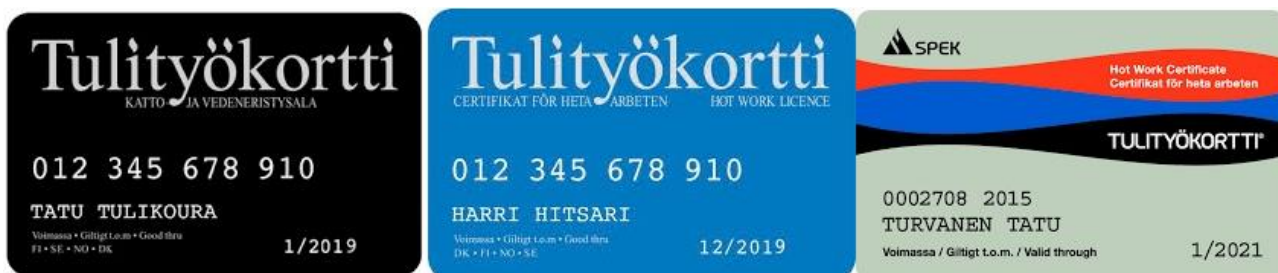 Tulityökortti
KATTO JA VEDENERISTYSALA
012 345 678 910
TATU TULIKOURA
Voimassa • Giltigt t.o.m • Good thru
FI • SE • NO • DK
1/2019
Tulityökortti
CERTIFIKAT FÖR HETA ARBETEN HOT WORK LICENCE
012 345 678 910
HARRI HITSARI
Voimassa • Giltigt t.o.m • Good thru
DK • FI • NO • SE
12/2019
SPEK
Hot Work Certificate
Certifikat för heta arbeten
TULITYÖKORTTI®
0002708 2015
TURVANEN TATU
Voimassa / Giltigt t.o.m. / Valid through
1/2021